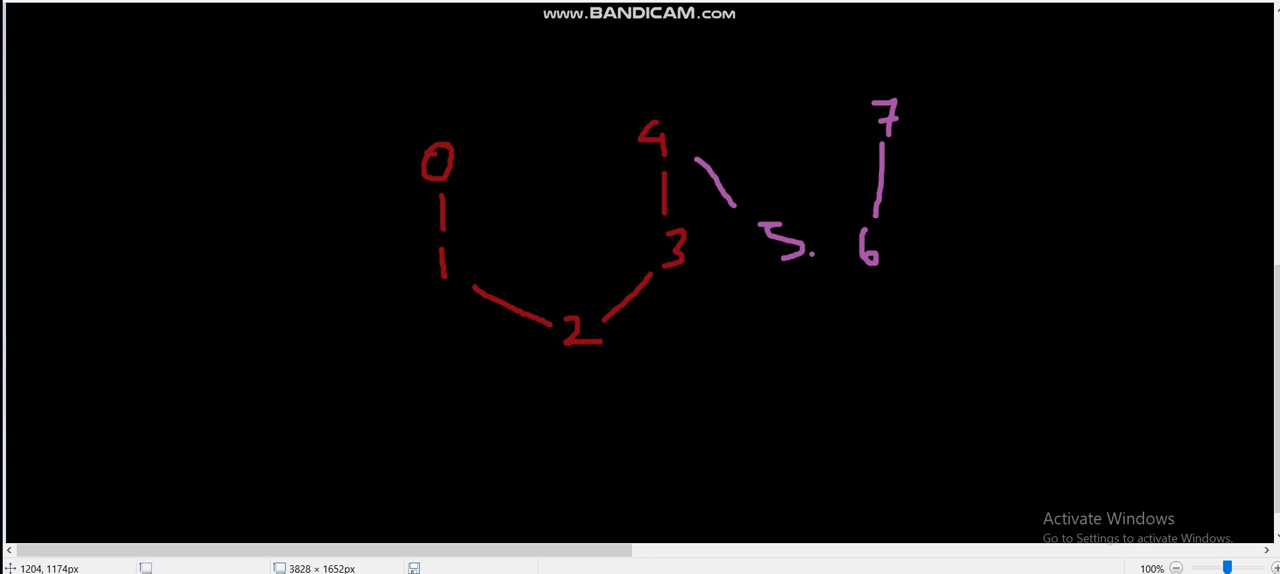 www.BANDICAM.com
7
4
0
5.
6
3
1
2
Activate Windows
Go to Settings to activate Windows.
1204, 1174px
3828 × 1652px
100%